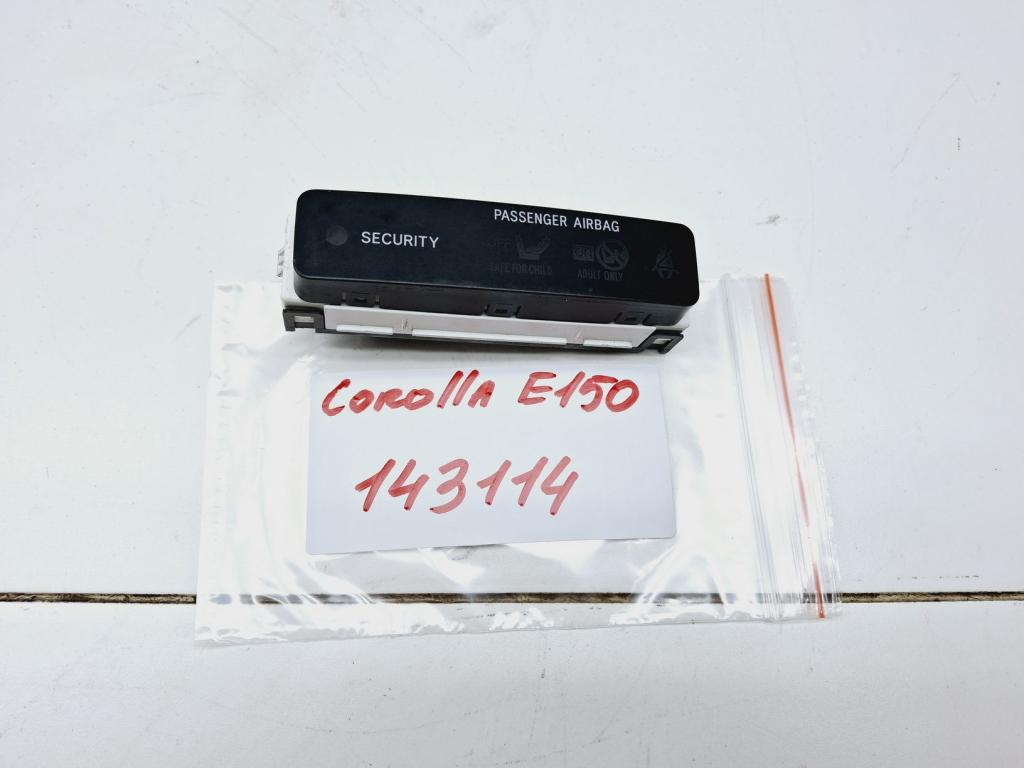 PASSENGER AIRBAG
SECURITY
OFF
SAFE FOR CHILD
ADULT ONLY
Corolla E150
143114